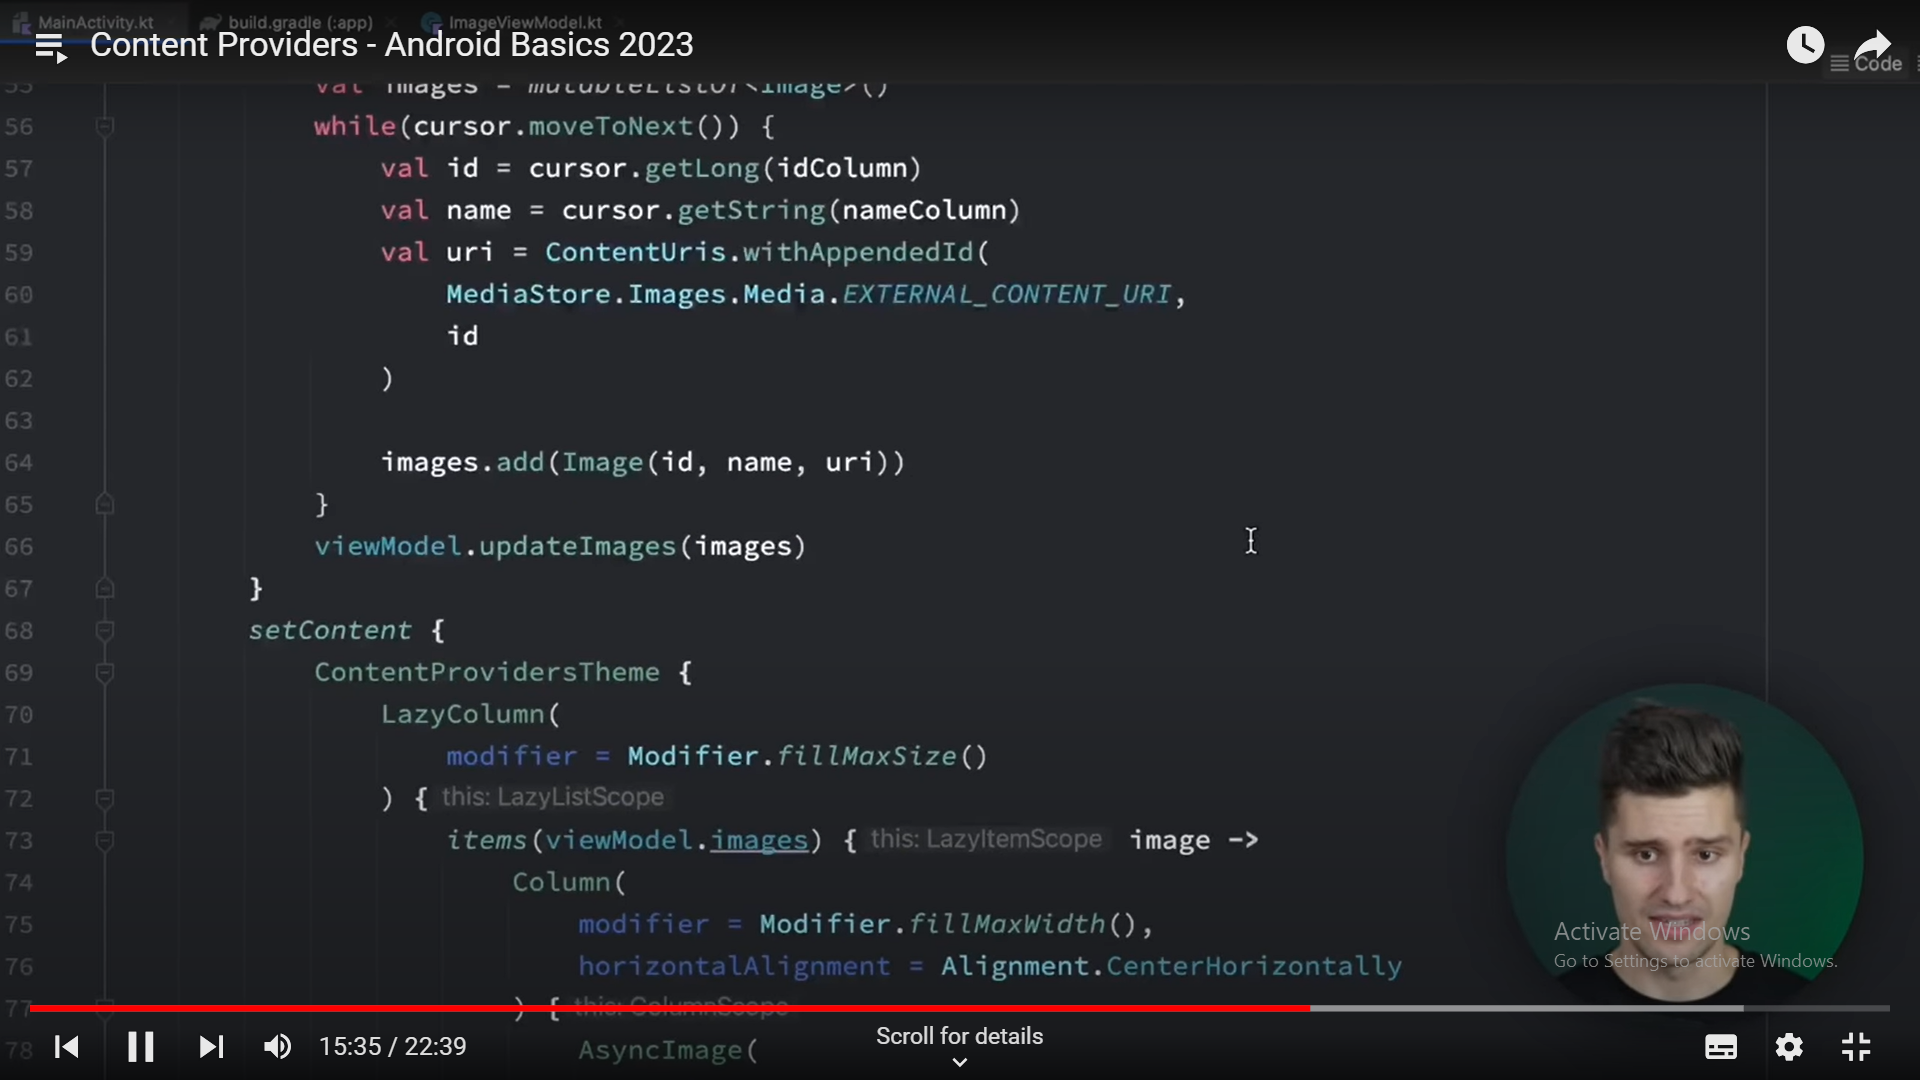 MainActivity.kt
build.gradle (:app)
ImageViewModel.kt
Content Providers - Android Basics 2023
Code
55 val images = mutableListOf<Image>()
56 while(cursor.moveToNext()) {
57 val id = cursor.getLong(idColumn)
58 val name = cursor.getString(nameColumn)
59 val uri = ContentUris.withAppendedId(
60 MediaStore.Images.Media.EXTERNAL_CONTENT_URI,
61 id
62 )
63
64 images.add(Image(id, name, uri))
65 }
66 viewModel.updateImages(images)
67 }
68 setContent {
69 ContentProvidersTheme {
70 LazyColumn(
71 modifier = Modifier.fillMaxSize()
72 ) { this: LazyListScope
73 items(viewModel.images) { this: LazyItemScope image ->
74 Column(
75 modifier = Modifier.fillMaxWidth(),
76 horizontalAlignment = Alignment.CenterHorizontally
77 ) { this: ColumnScope
78 AsyncImage(
Activate Windows
Go to Settings to activate Windows.
15:35 / 22:39
Scroll for details